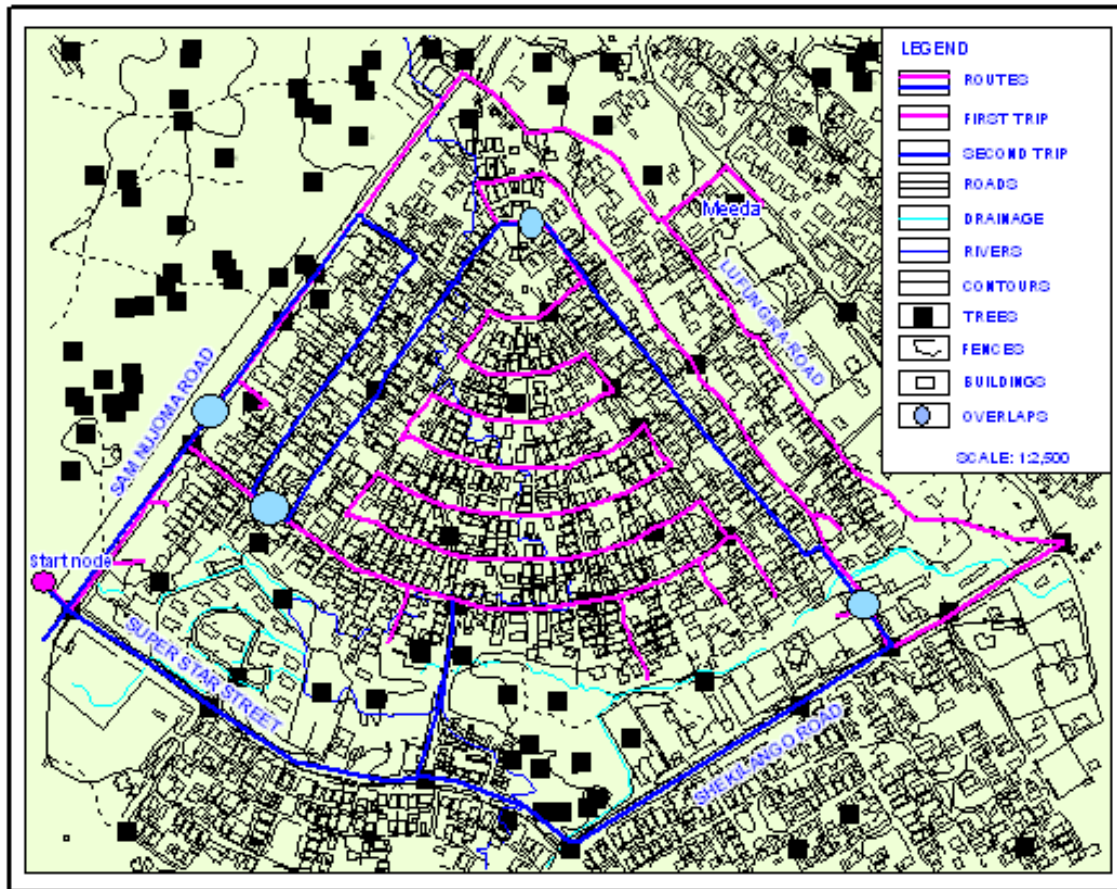 LEGEND
ROUTES
FIRST TRIP
SECOND TRIP
ROADS
DRAINAGE
RIVERS
CONTOURS
TREES
FENCES
BUILDINGS
OVERLAPS
SCALE: 1:2,500
Meeda
LUFUNGIRA ROAD
SAM NUJOMA ROAD
Start node
SUPER STAR STREET
SHEKILANGO ROAD